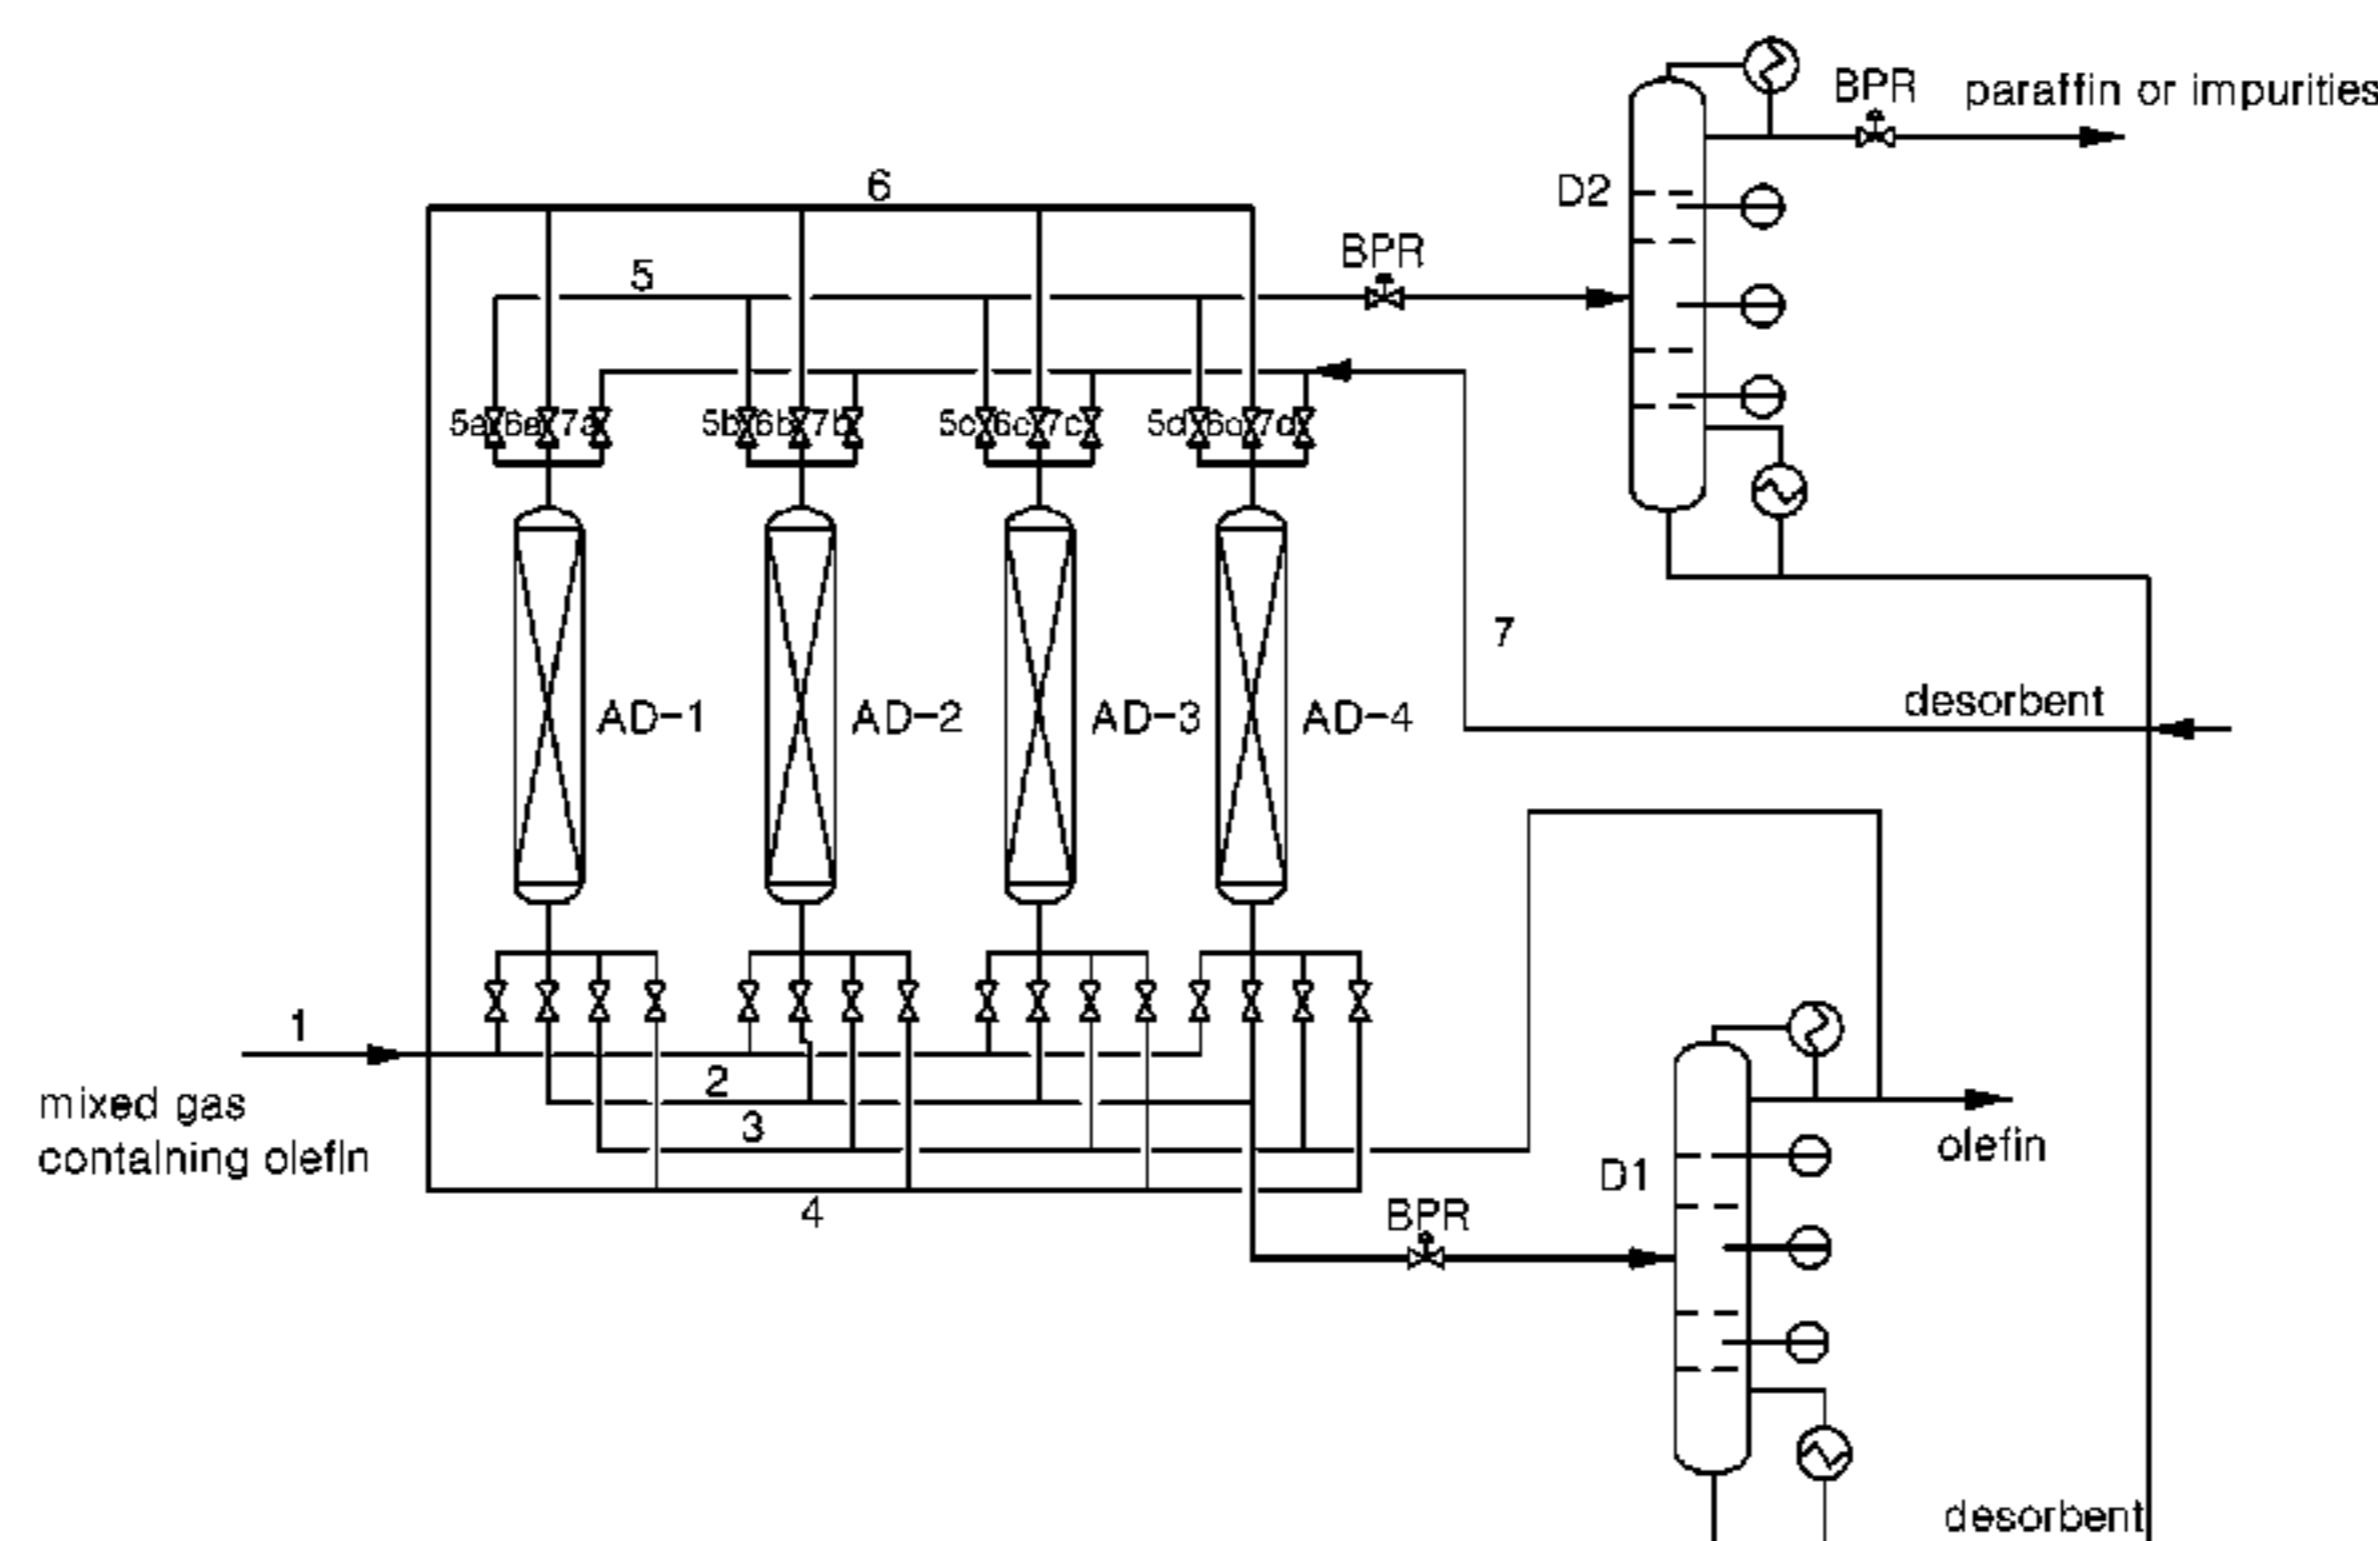 BPR
paraffin or impurities
6
D2
BPR
5
5a 6a 7a
5b 6b 7b
5c 6c 7c
5d 6d 7d
7
desorbent
AD-1
AD-2
AD-3
AD-4
1
2
mixed gas
3
contalning olefln
olefin
D1
4
BPR
desorbent